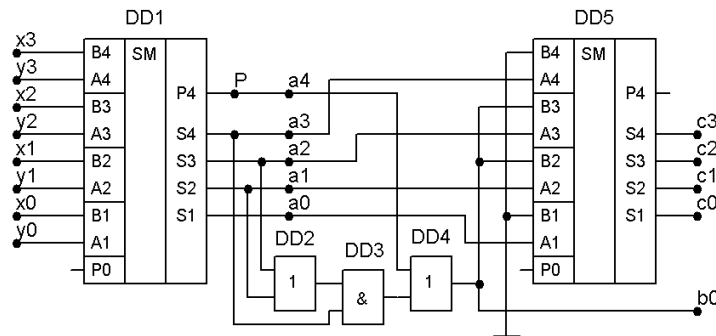 DD1
DD5
x3
B4
SM
B4
SM
y3
A4
P
a4
A4
x2
B3
P4
B3
P4
y2
A3
S4
a3
A3
S4
c3
x1
B2
S3
a2
B2
S3
c2
y1
A2
S2
a1
A2
S2
c1
x0
B1
S1
a0
B1
S1
c0
y0
A1
DD2
DD3
DD4
A1
P0
1
1
P0
&
b0